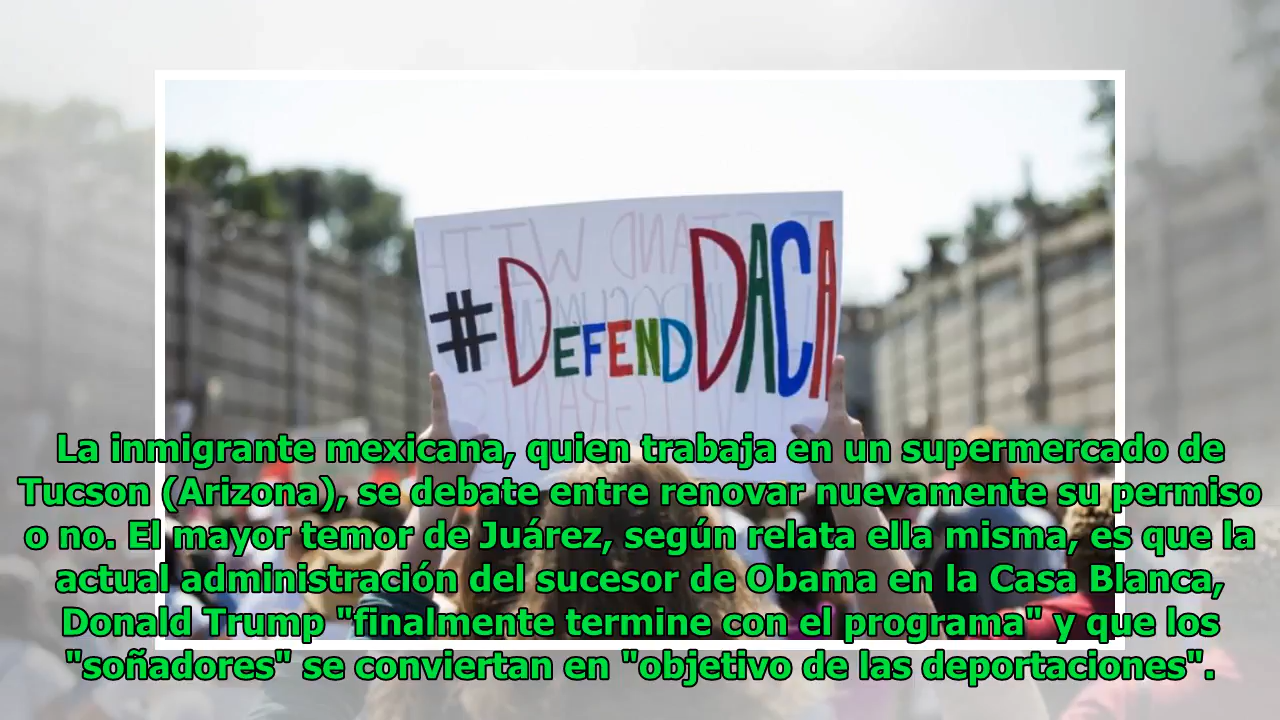 #DEFENDDACA
La inmigrante mexicana, quien trabaja en un supermercado de
Tucson (Arizona), se debate entre renovar nuevamente su permiso
o no. El mayor temor de Juárez, según relata ella misma, es que la
actual administración del sucesor de Obama en la Casa Blanca,
Donald Trump "finalmente termine con el programa" y que los
"soñadores" se conviertan en "objetivo de las deportaciones".